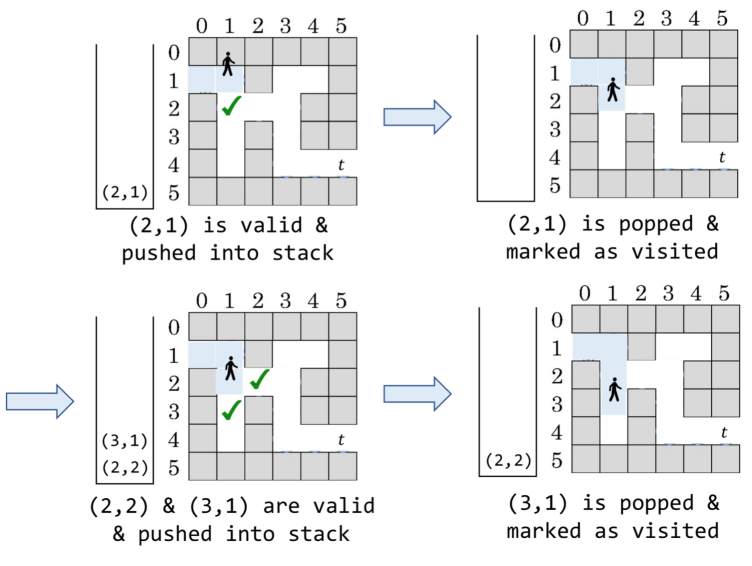 0 1 2 3 4 5
0
1
2
3
4
5
t
(2,1)
(2,1) is valid &
pushed into stack
0 1 2 3 4 5
0
1
2
3
4
5
t
(2,1) is popped &
marked as visited
0 1 2 3 4 5
0
1
2
3
4
5
t
(3,1)
(2,2)
(2,2) & (3,1) are valid
& pushed into stack
0 1 2 3 4 5
0
1
2
3
4
5
t
(2,2)
(3,1) is popped &
marked as visited